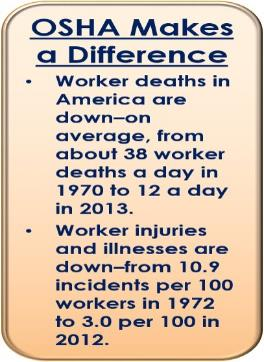 OSHA Makes
a Difference
• Worker deaths in
America are
down–on
average, from
about 38 worker
deaths a day in
1970 to 12 a day
in 2013.
• Worker injuries
and illnesses are
down–from 10.9
incidents per 100
workers in 1972
to 3.0 per 100 in
2012.